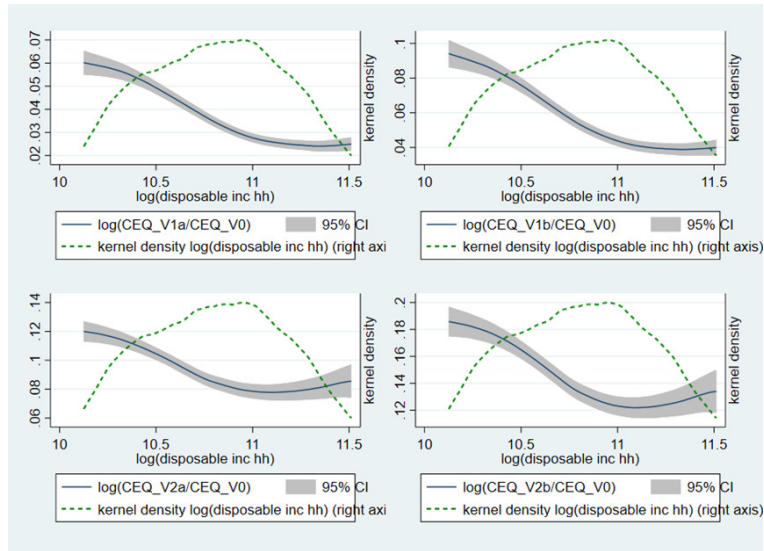 .07
.06
.05
.04
.03
.02
kernel density
10
10.5
11
11.5
log(disposable inc hh)
log(CEQ_V1a/CEQ_V0)
95% CI
kernel density log(disposable inc hh) (right axi
.1
.08
.06
.04
kernel density
10
10.5
11
11.5
log(disposable inc hh)
log(CEQ_V1b/CEQ_V0)
95% CI
kernel density log(disposable inc hh) (right axis)
.14
.12
.1
.08
.06
kernel density
10
10.5
11
11.5
log(disposable inc hh)
log(CEQ_V2a/CEQ_V0)
95% CI
kernel density log(disposable inc hh) (right axi
.2
.18
.16
.14
.12
kernel density
10
10.5
11
11.5
log(disposable inc hh)
log(CEQ_V2b/CEQ_V0)
95% CI
kernel density log(disposable inc hh) (right axis)